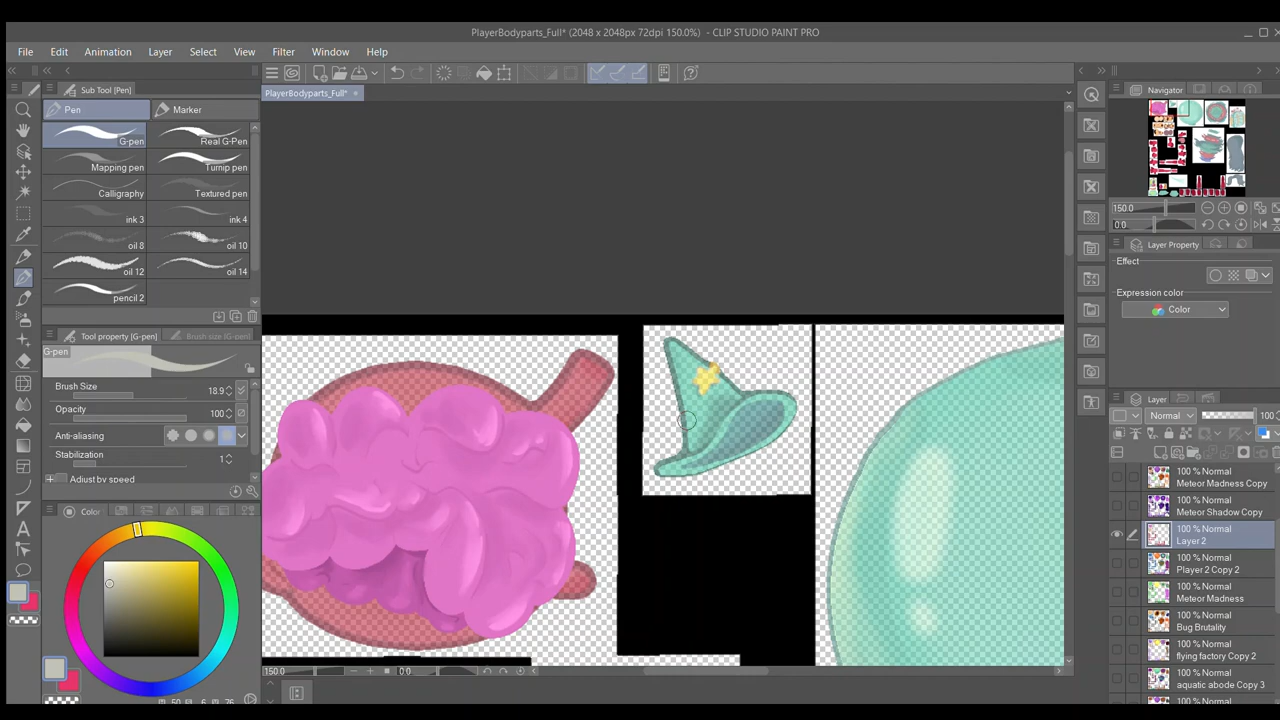 PlayerBodyparts_Full* (2048 x 2048px 72dpi 150.0%) - CLIP STUDIO PAINT PRO
File Edit Animation Layer Select View Filter Window Help
Sub Tool [Pen]
PlayerBodyparts_Full*
Navigator
Pen Marker
G-pen Real G-Pen
Mapping pen Turnip pen
Calligraphy Textured pen
ink 3 ink 4
oil 8 oil 10
oil 12 oil 14
pencil 2
150.0
0.0
Layer Property
Effect
Expression color
Color
Tool property [G-pen] Brush size [G-pen]
G-pen
Brush Size 18.9
Opacity 100
Anti-aliasing
Stabilization 1
Adjust by speed
Color
Layer
Normal 100
100 % Normal
Meteor Madness Copy
100 % Normal
Meteor Shadow Copy
100 % Normal
Layer 2
100 % Normal
Player 2 Copy 2
100 % Normal
Meteor Madness
100 % Normal
Bug Brutality
100 % Normal
flying factory Copy 2
100 % Normal
aquatic abode Copy 3
100 % Normal
150.0 0.0
50 6 76